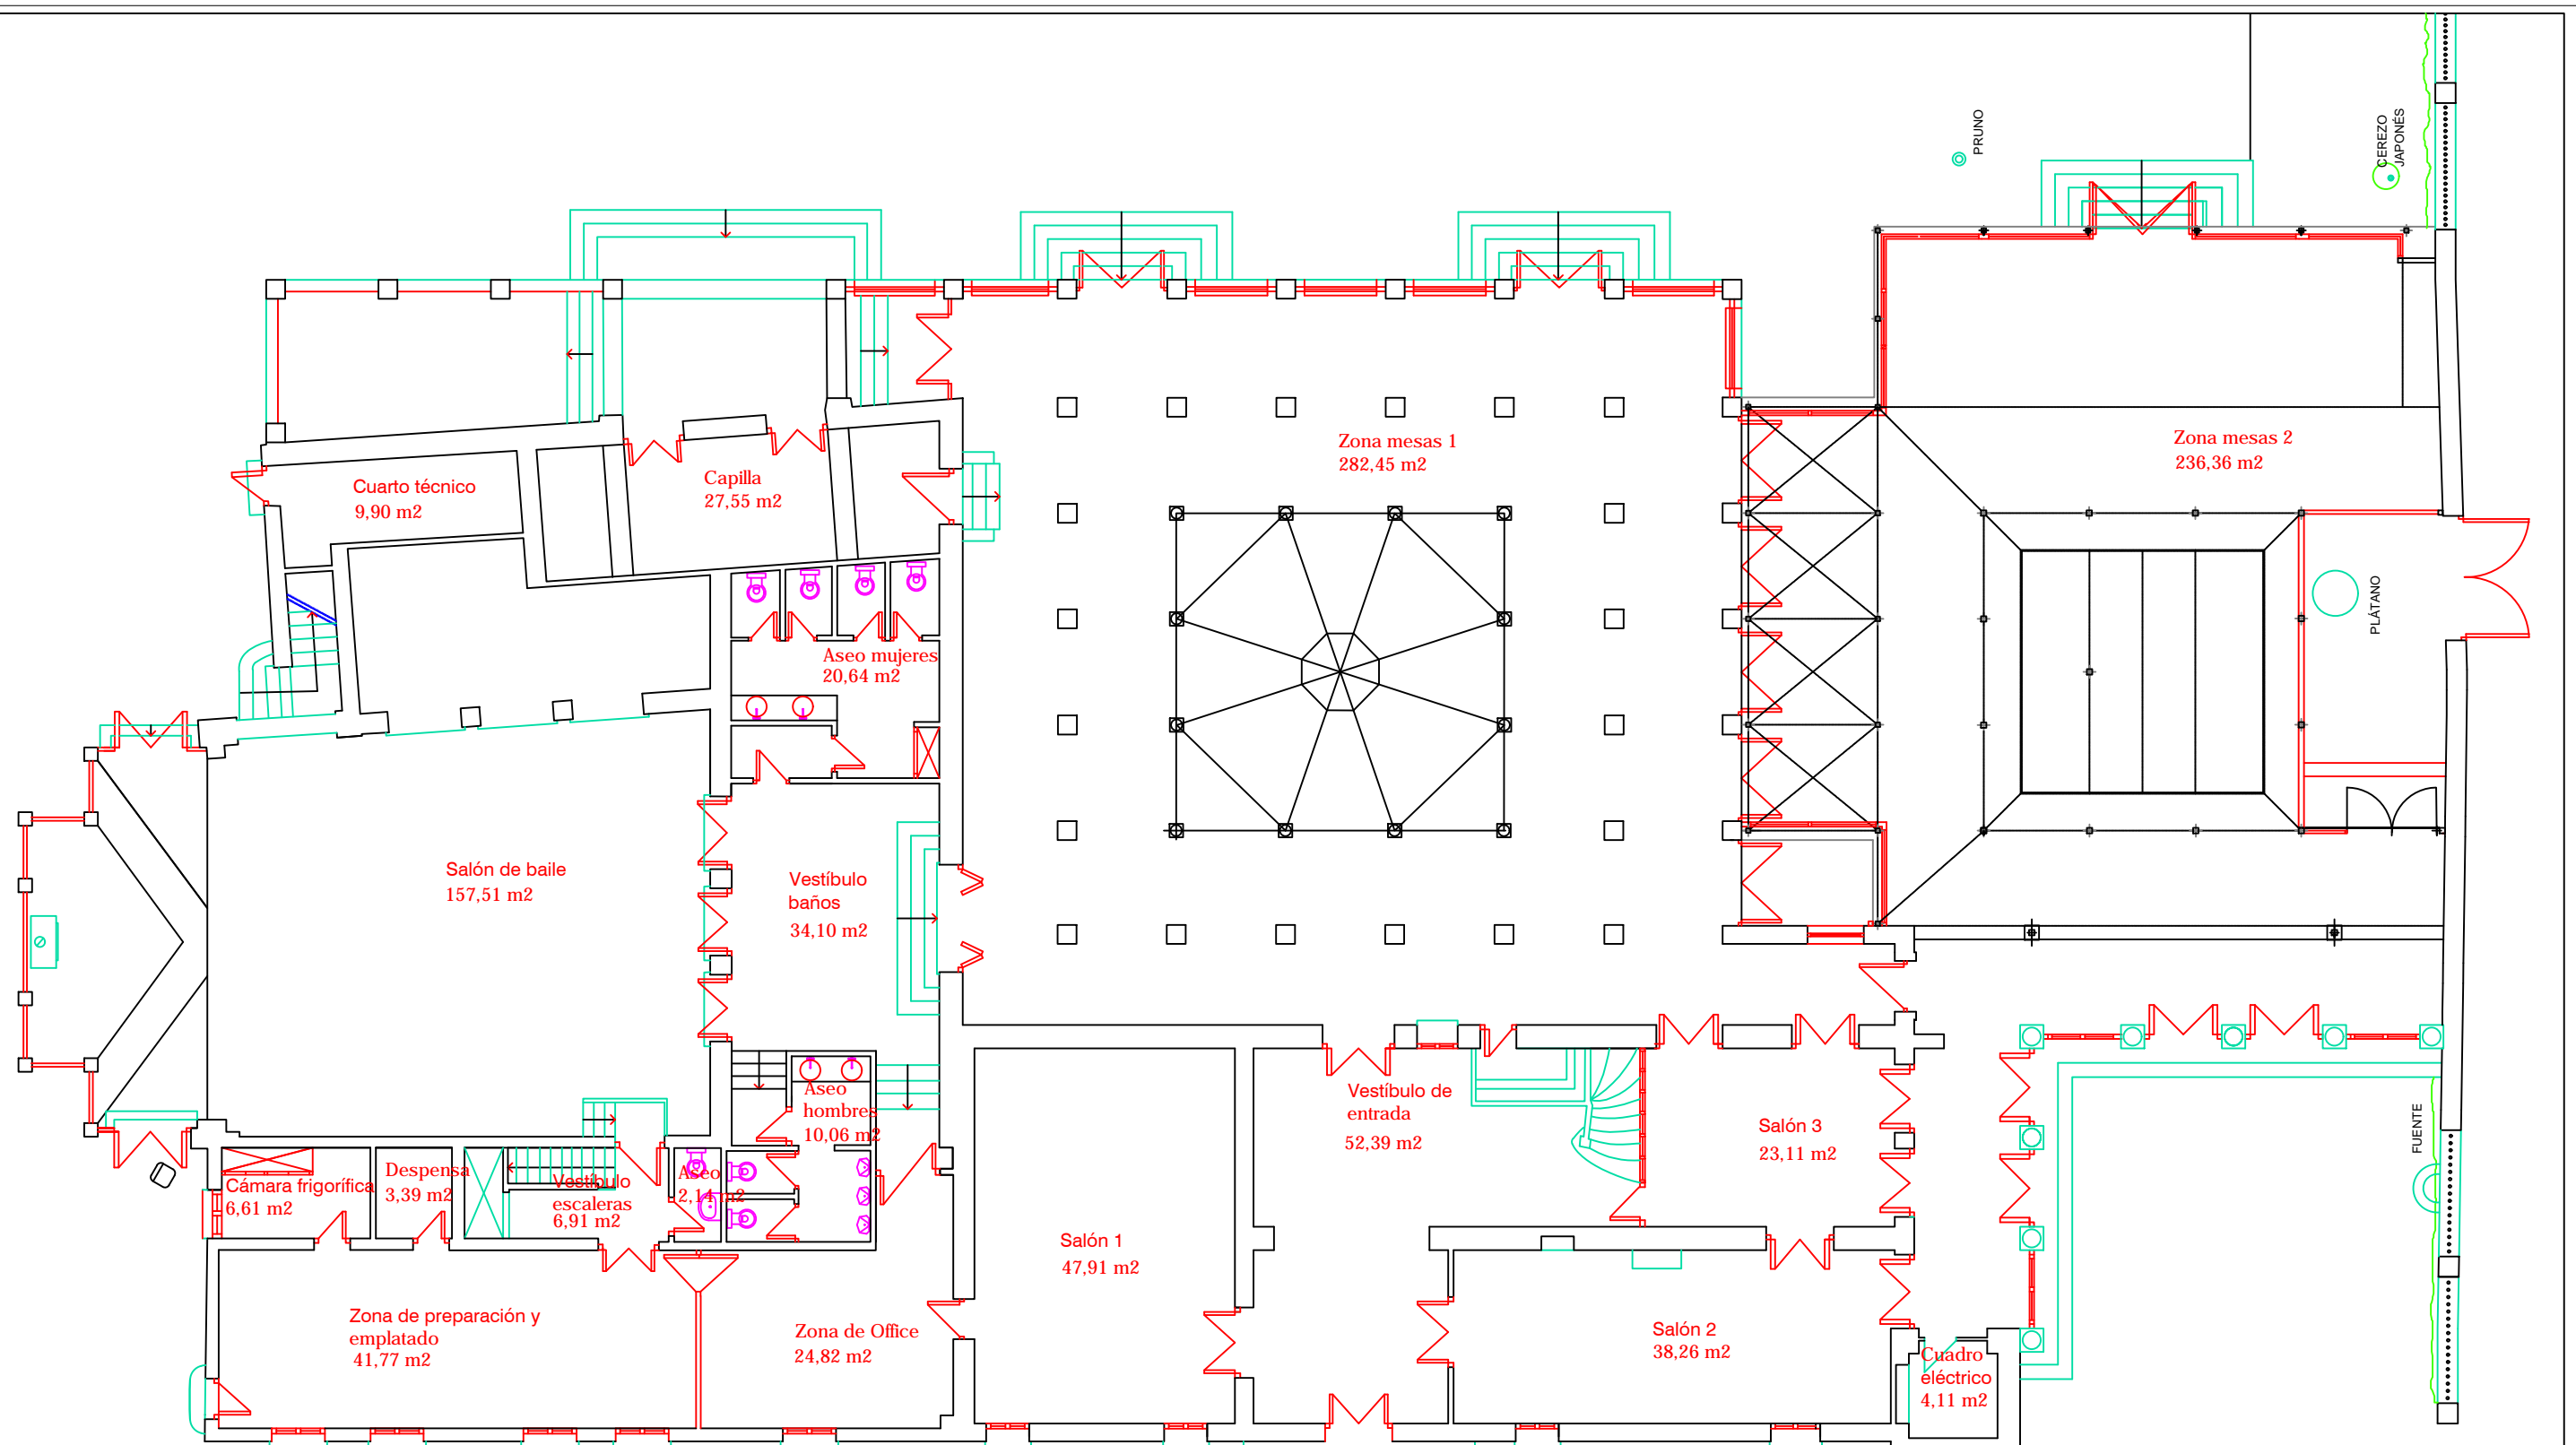 PRUNO
CEREZO
JAPONÉS
Zona mesas 1
282,45 m2
Zona mesas 2
236,36 m2
Capilla
27,55 m2
Cuarto técnico
9,90 m2
PLÁTANO
Aseo mujeres
20,64 m2
Salón de baile
157,51 m2
Vestíbulo
baños
34,10 m2
Aseo
hombres
10,06 m2
Vestíbulo de
entrada
52,39 m2
Salón 3
23,11 m2
FUENTE
Cámara frigorífica
6,61 m2
Despensa
3,39 m2
Vestíbulo
escaleras
6,91 m2
Aseo
2,14 m2
Salón 1
47,91 m2
Zona de preparación y
emplatado
41,77 m2
Zona de Office
24,82 m2
Salón 2
38,26 m2
Cuadro
eléctrico
4,11 m2